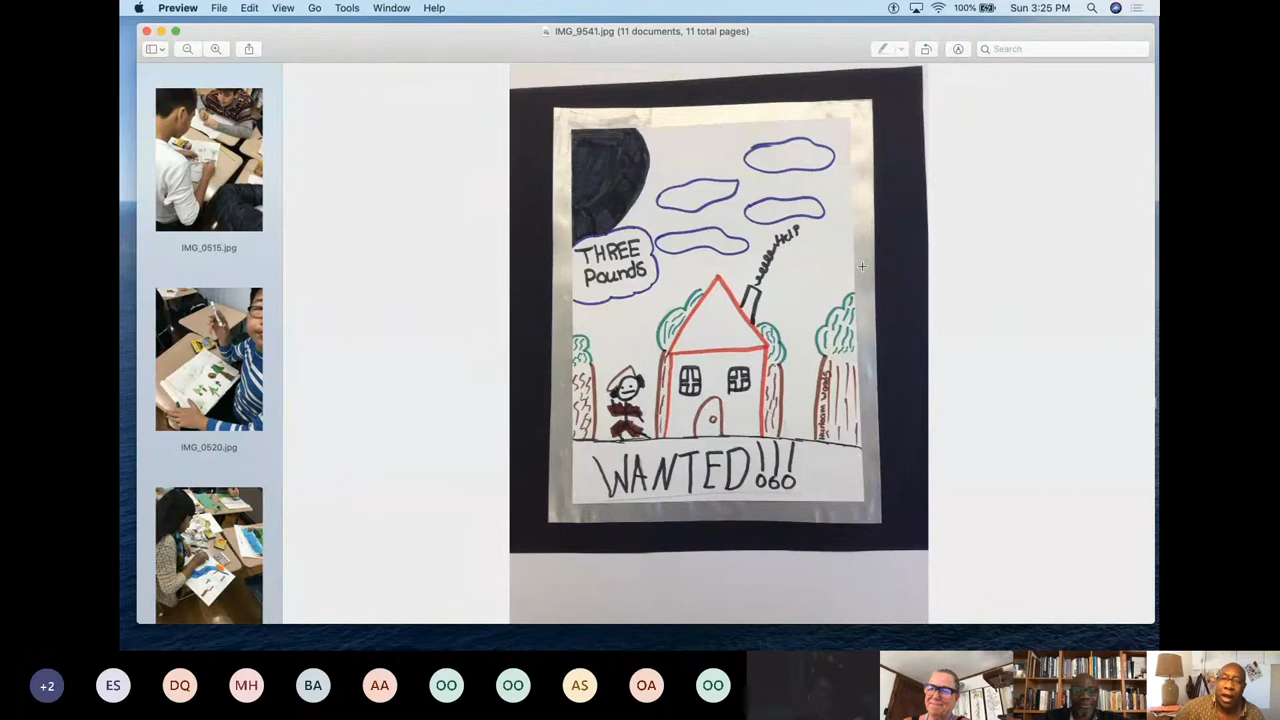 Preview File Edit View Go Tools Window Help
100% Sun 3:25 PM
IMG_9541.jpg (11 documents, 11 total pages)
Search
IMG_0515.jpg
IMG_0520.jpg
THREE
Pounds
Help
WANTED!!!
+2 ES DQ MH BA AA OO OO AS OA OO